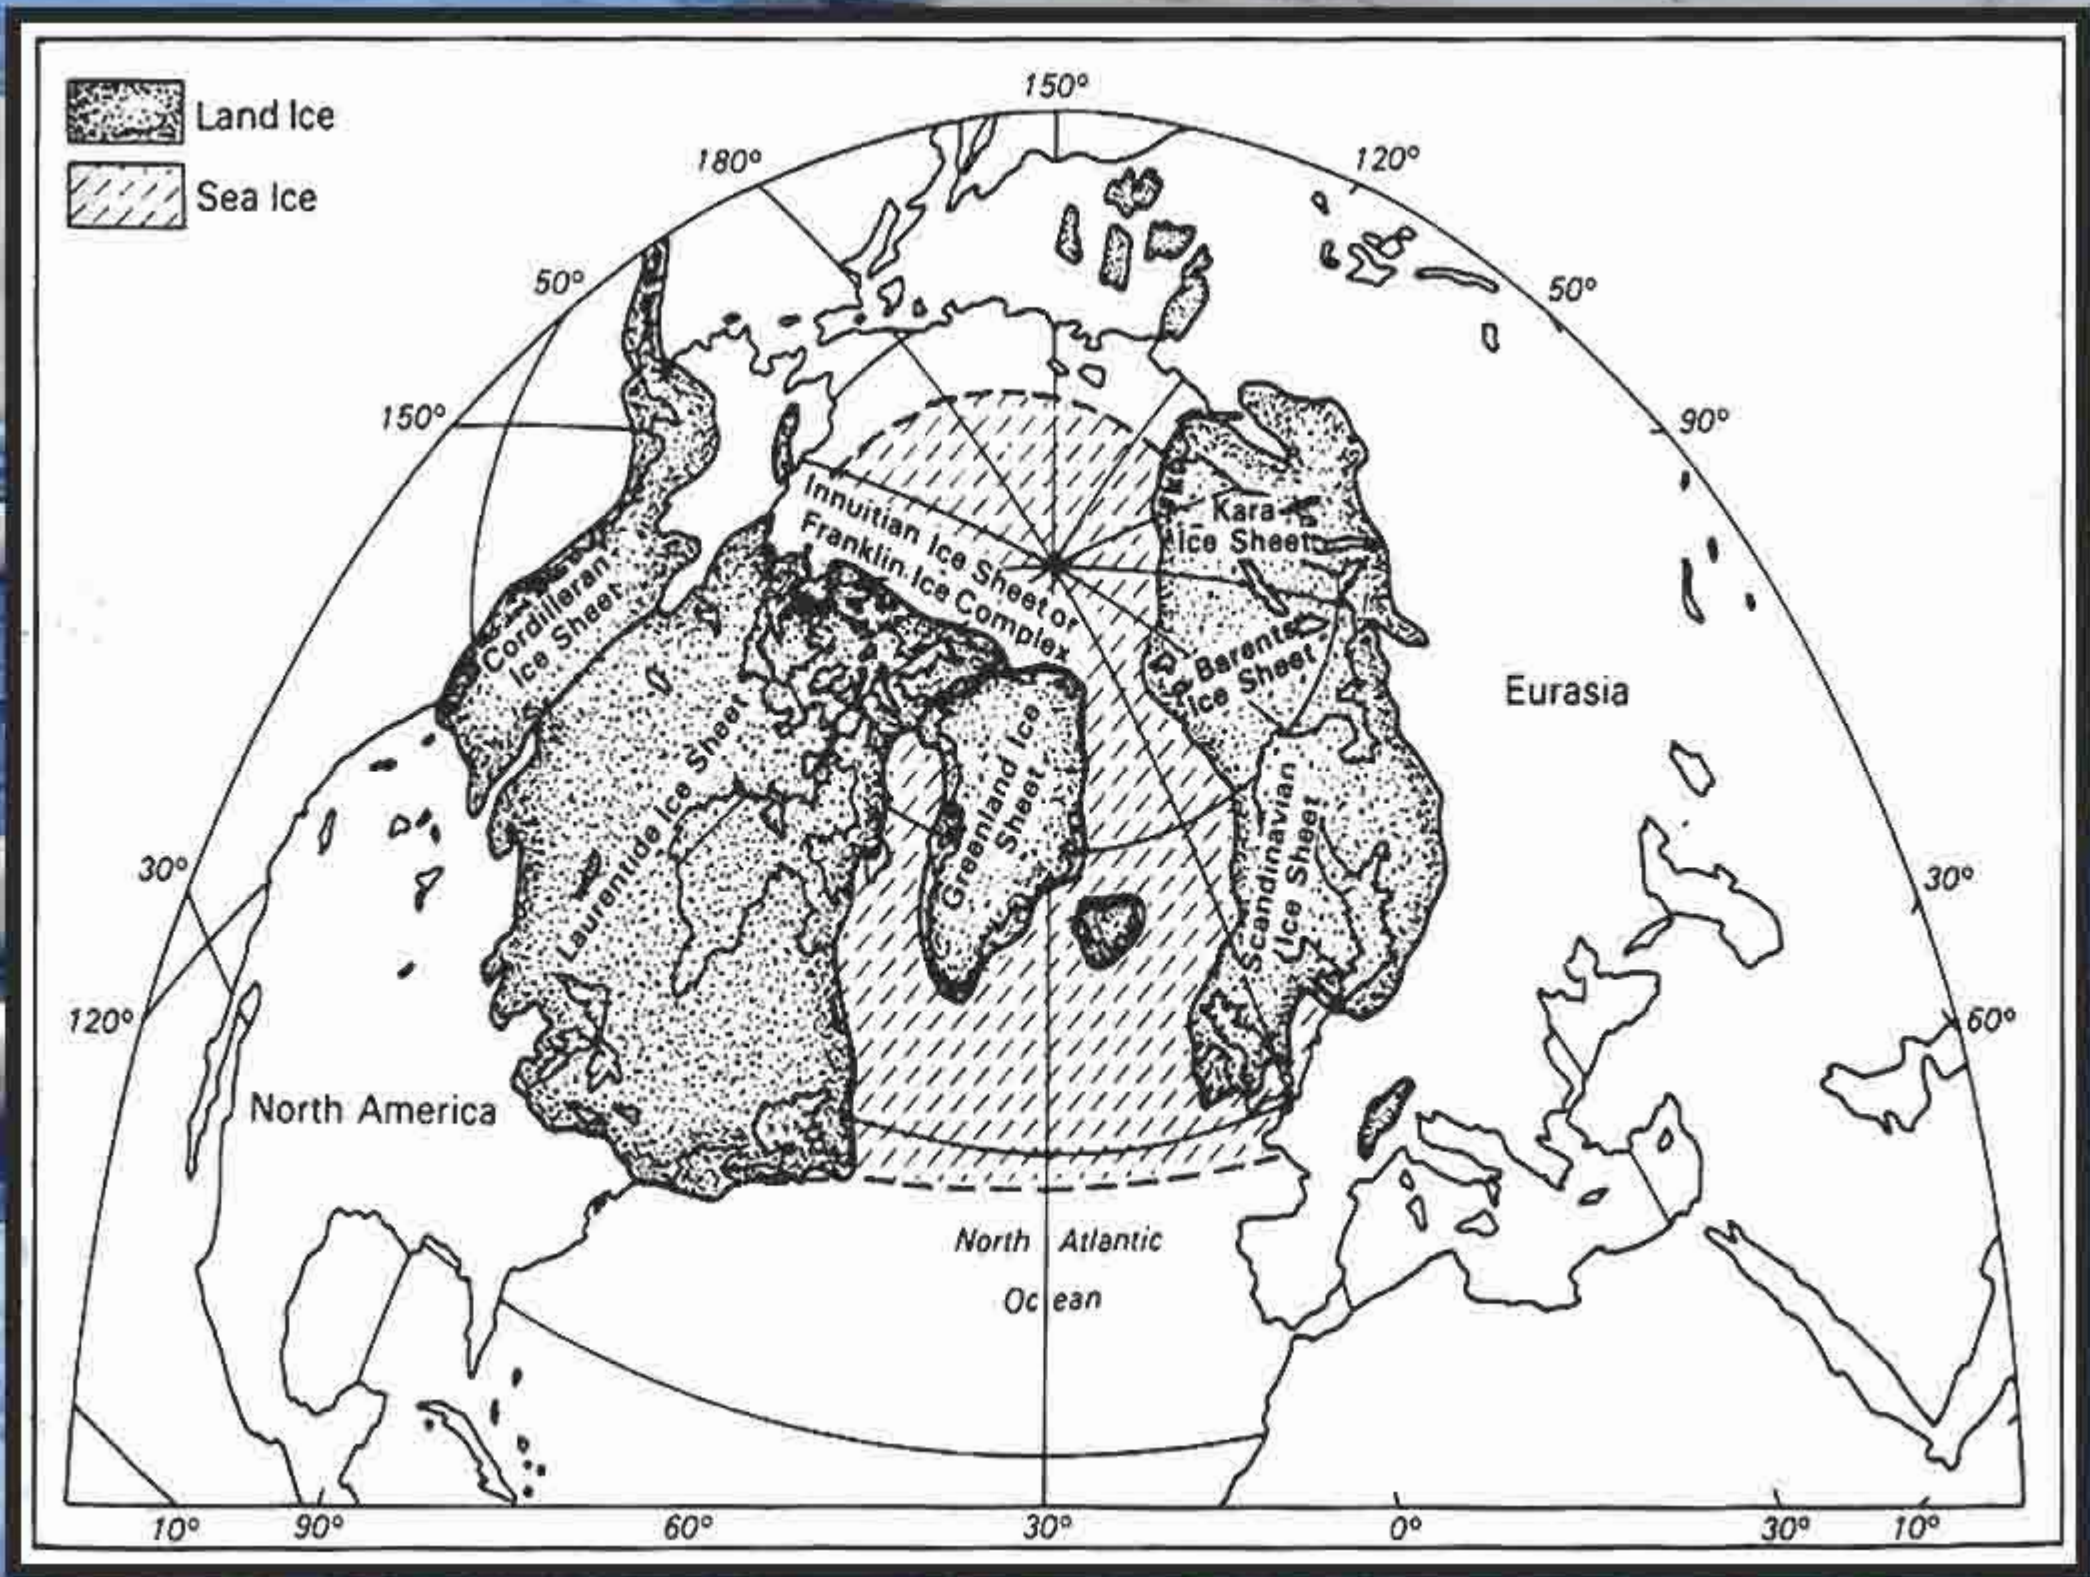 Land Ice
Sea Ice
150°
180°
120°
50°
50°
150°
90°
Innuitian Ice Sheet or
Franklin Ice Complex
Kara
Ice Sheet
Cordilleran
Ice Sheet
Barents
Ice Sheet
Eurasia
Laurentide Ice Sheet
Greenland Ice
Sheet
Scandinavian
Ice Sheet
30°
30°
120°
60°
North America
North Atlantic
Ocean
10°
90°
60°
30°
0°
30°
10°